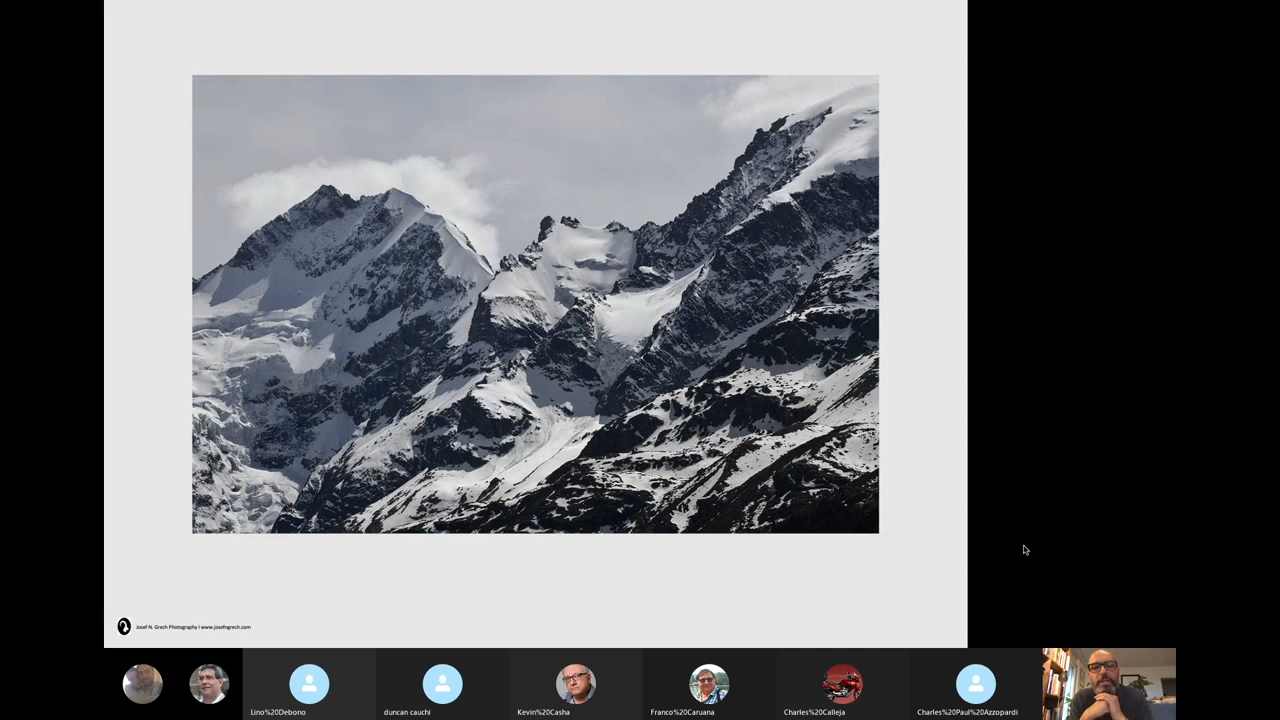 Josef N. Grech Photography I www.josefngrech.com
Lino%20Debono
duncan cauchi
Kevin%20Casha
Franco%20Caruana
Charles%20Calleja
Charles%20Paul%20Azzopardi